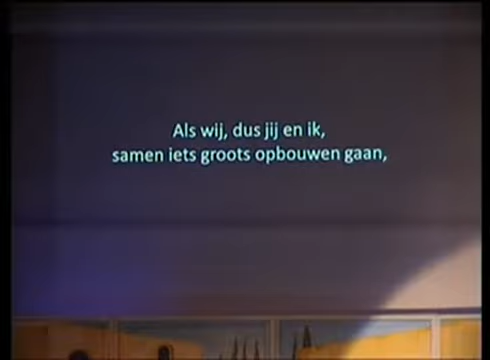 Als wij, dus jij en ik,
samen iets groots opbouwen gaan,